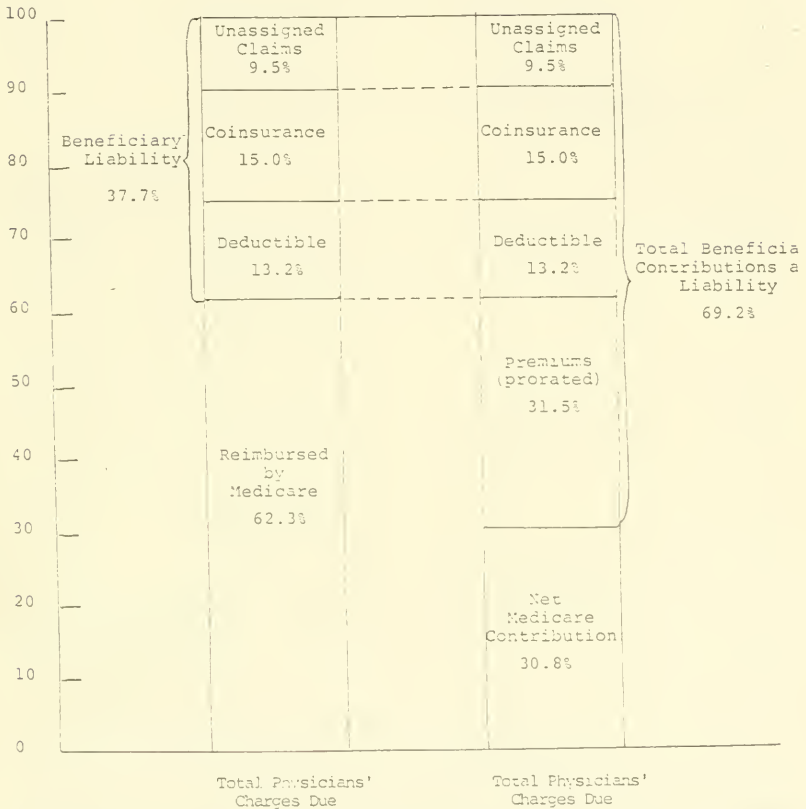 100
90
80
70
60
50
40
30
20
10
0
Beneficiary
Liability
37.7%
Unassigned
Claims
9.5%
Coinsurance
15.0%
Deductible
13.2%
Reimbursed
by
Medicare
62.3%
Unassigned
Claims
9.5%
Coinsurance
15.0%
Deductible
13.2%
Premiums
(prorated)
31.5%
Net
Medicare
Contribution
30.8%
Total Beneficia
Contributions a
Liability
69.2%
Total Physicians'
Charges Due
Total Physicians'
Charges Due